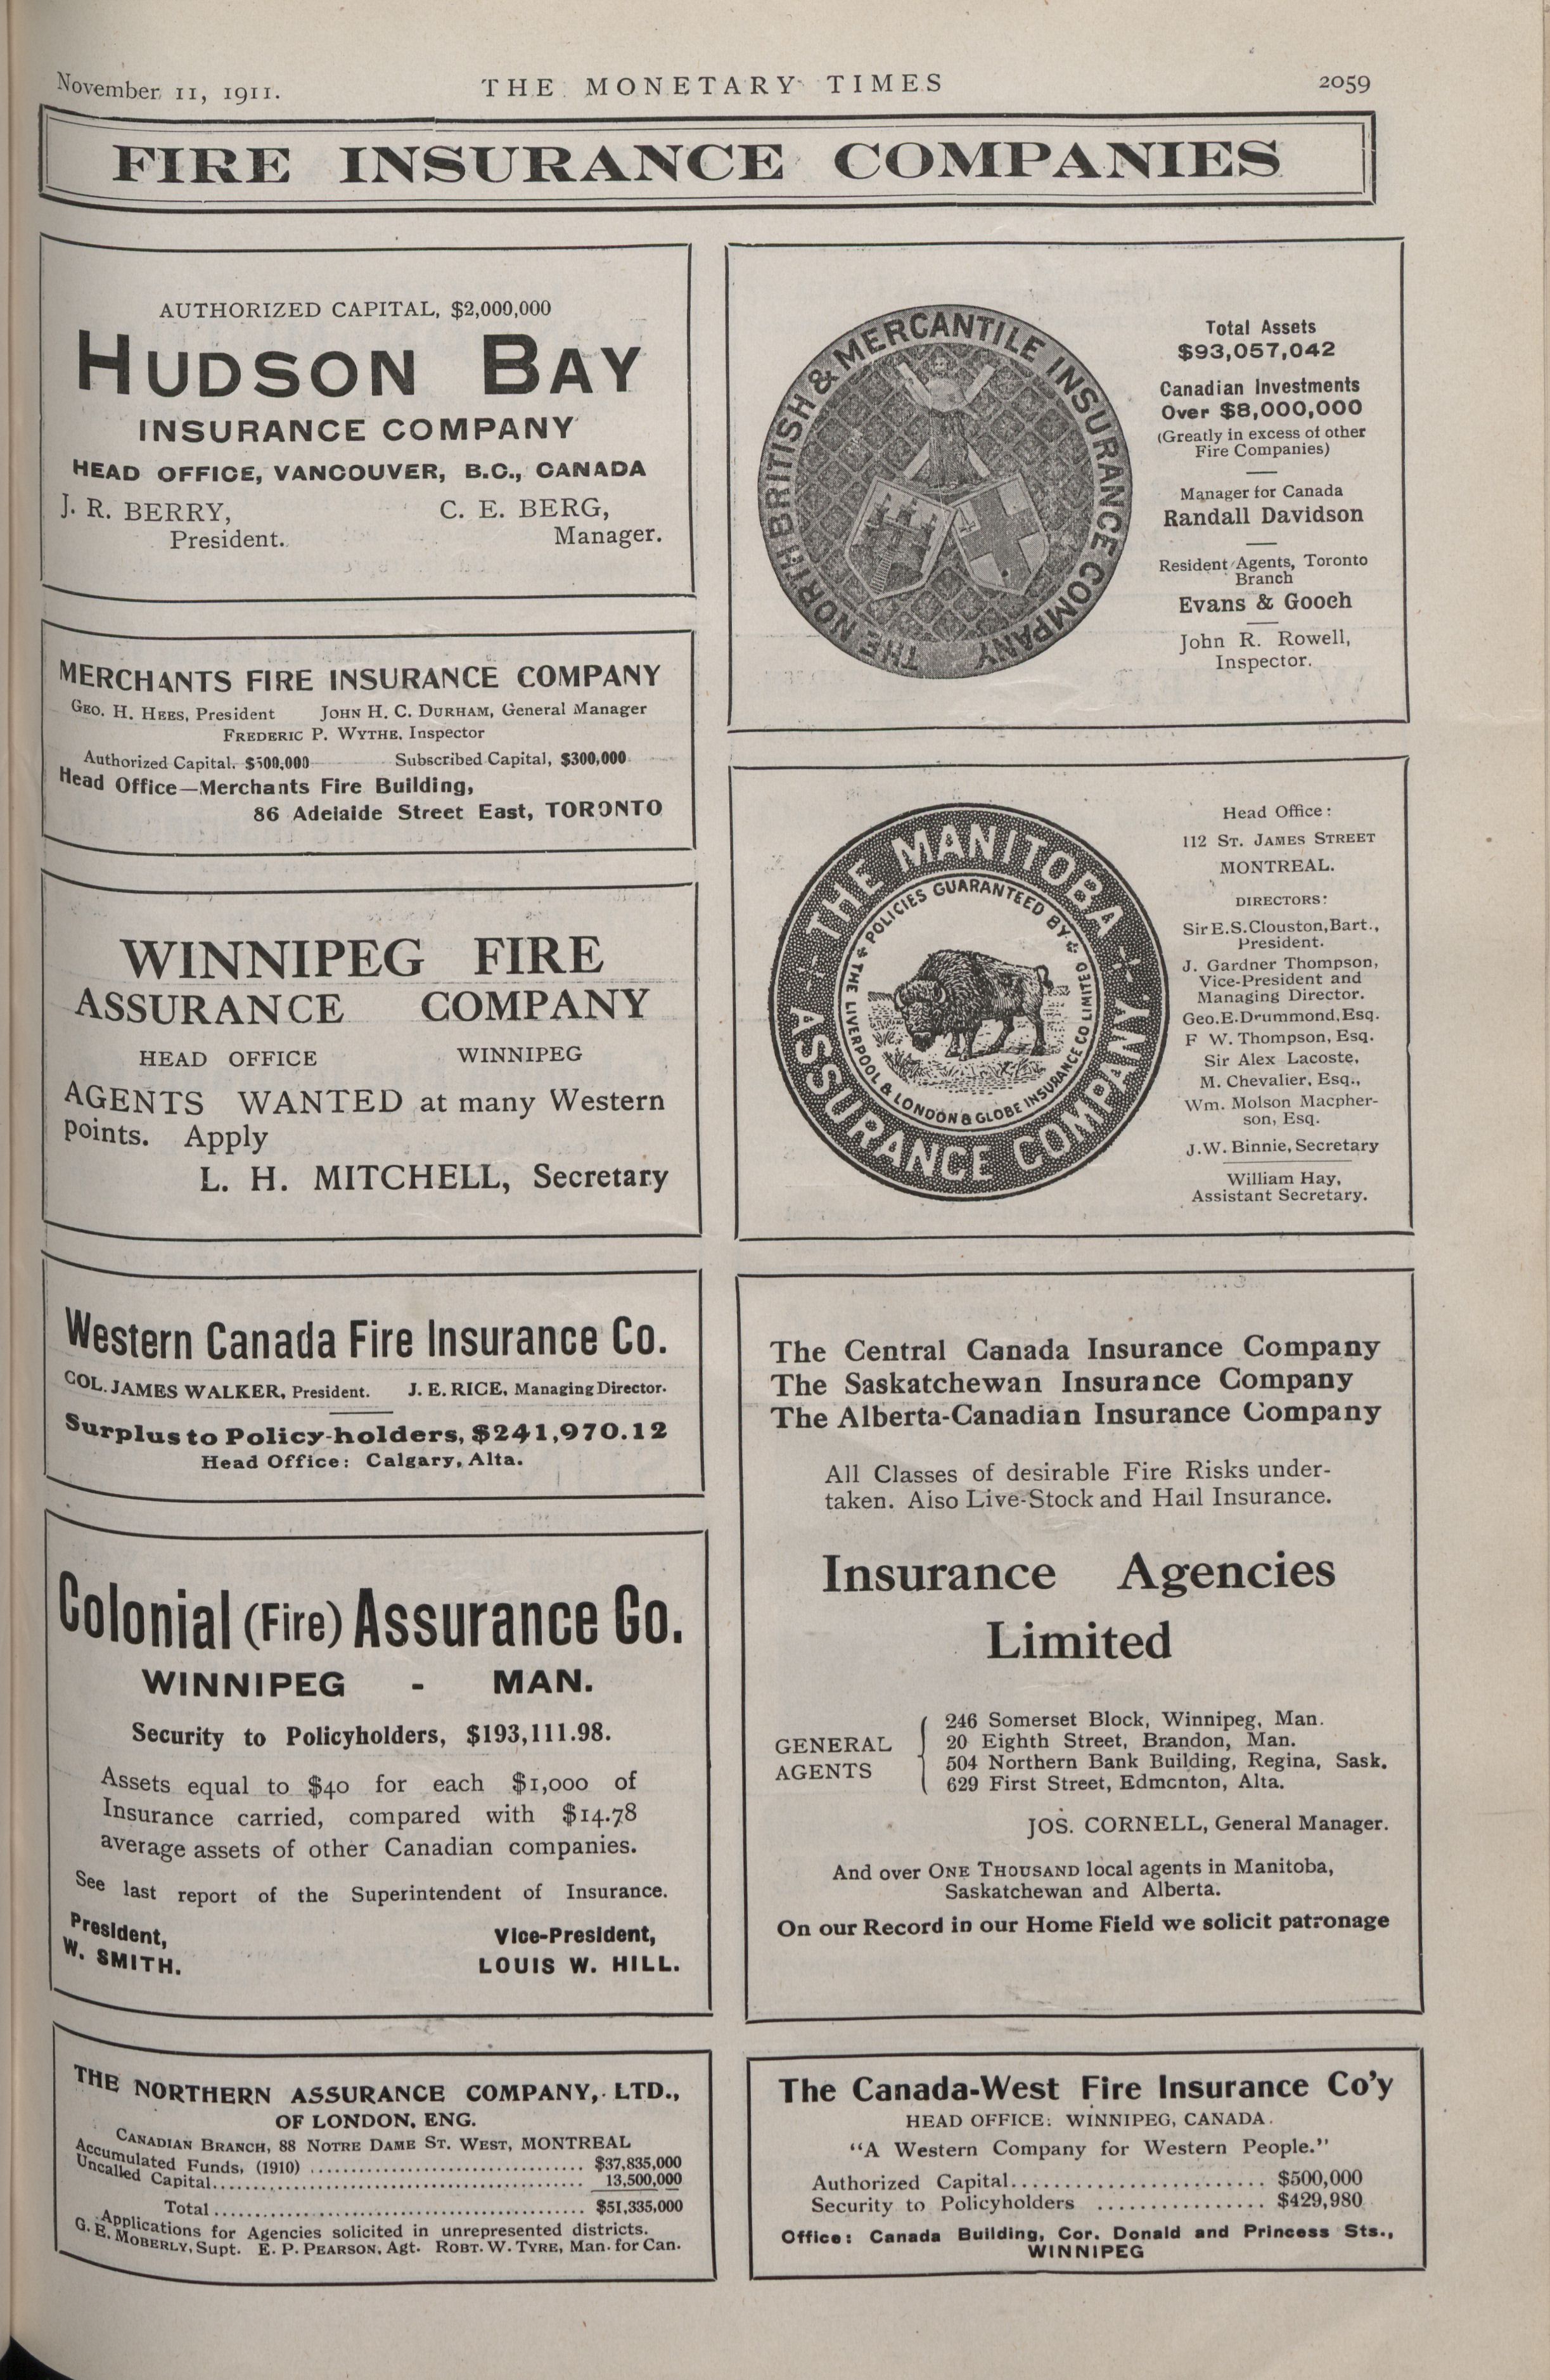 November 11, 1911.
THE MONETARY TIMES
2059
FIRE INSURANCE COMPANIES
AUTHORIZED CAPITAL, $2,000,000
HUDSON BAY
INSURANCE COMPANY
HEAD OFFICE, VANCOUVER, B.C., CANADA
J. R. BERRY,
President.
C. E. BERG,
Manager.
MERCHANTS FIRE INSURANCE COMPANY
GEO. H. HEES, President JOHN H. C. DURHAM, General Manager
FREDERIC P. WYTHE, Inspector
Authorized Capital, $500,000 Subscribed Capital, $300,000
Head Office—Merchants Fire Building,
86 Adelaide Street East, TORONTO
WINNIPEG FIRE
ASSURANCE COMPANY
HEAD OFFICE WINNIPEG
AGENTS WANTED at many Western
points. Apply
L. H. MITCHELL, Secretary
Western Canada Fire Insurance Co.
COL. JAMES WALKER, President. J. E. RICE, Managing Director.
Surplus to Policy-holders, $241,970.12
Head Office: Calgary, Alta.
Colonial (Fire) Assurance Co.
WINNIPEG - MAN.
Security to Policyholders, $193,111.98.
Assets equal to $40 for each $1,000 of
Insurance carried, compared with $14.78
average assets of other Canadian companies.
See last report of the Superintendent of Insurance.
President,
W. SMITH.
Vice-President,
LOUIS W. HILL.
THE NORTHERN ASSURANCE COMPANY, LTD.,
OF LONDON, ENG.
CANADIAN BRANCH, 88 NOTRE DAME ST. WEST, MONTREAL
Accumulated Funds, (1910) ........ $37,835,000
Uncalled Capital........ 13,500,000
Total ........ $51,335,000
Applications for Agencies solicited in unrepresented districts.
G. E. MOBERLY, Supt. E. P. PEARSON, Agt. ROBT. W. TYRE, Man. for Can.
THE NORTH BRITISH & MERCANTILE INSURANCE COMPANY
Total Assets
$93,057,042
Canadian Investments
Over $8,000,000
(Greatly in excess of other
Fire Companies)
Manager for Canada
Randall Davidson
Resident Agents, Toronto
Branch
Evans & Gooch
John R. Rowell,
Inspector.
THE MANITOBA ASSURANCE COMPANY
POLICIES GUARANTEED BY
THE LIVERPOOL & LONDON & GLOBE INSURANCE CO LIMITED
Head Office:
112 ST. JAMES STREET
MONTREAL.
DIRECTORS:
Sir E.S. Clouston, Bart.,
President.
J. Gardner Thompson,
Vice-President and
Managing Director.
Geo. E. Drummond, Esq.
F W. Thompson, Esq.
Sir Alex Lacoste,
M. Chevalier, Esq.,
Wm. Molson Macpher-
son, Esq.
J.W. Binnie, Secretary
William Hay,
Assistant Secretary.
The Central Canada Insurance Company
The Saskatchewan Insurance Company
The Alberta-Canadian Insurance Company
All Classes of desirable Fire Risks under-
taken. Also Live-Stock and Hail Insurance.
Insurance Agencies
Limited
GENERAL
AGENTS
246 Somerset Block, Winnipeg, Man.
20 Eighth Street, Brandon, Man.
504 Northern Bank Building, Regina, Sask.
629 First Street, Edmonton, Alta.
JOS. CORNELL, General Manager.
And over ONE THOUSAND local agents in Manitoba,
Saskatchewan and Alberta.
On our Record in our Home Field we solicit patronage
The Canada-West Fire Insurance Co'y
HEAD OFFICE: WINNIPEG, CANADA.
"A Western Company for Western People."
Authorized Capital........ $500,000
Security to Policyholders ........ $429,980
Office: Canada Building, Cor. Donald and Princess Sts.,
WINNIPEG